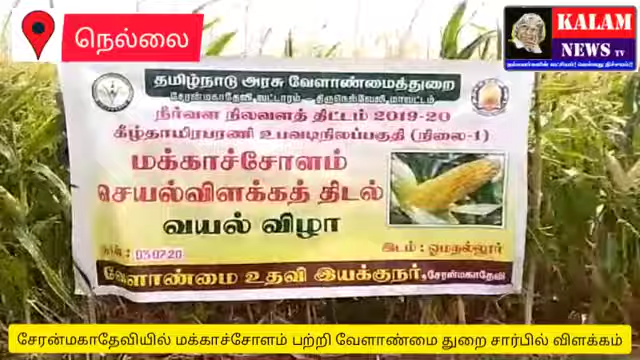 நெல்லை
KALAM
NEWS TV
தமிழ்நாடு அரசு வேளாண்மைத்துறை
சேரன்மகாதேவி வட்டாரம் – திருநெல்வேலி மாவட்டம்
நீர்வள நிலவளத் திட்டம் 2019-20
கீழ்தாமிரபரணி உபவடிநிலப்பகுதி (நிலை-1)
மக்காச்சோளம்
செயல்விளக்கத் திடல்
வயல் விழா
நாள் : 03.07.20
இடம் : ஓமநல்லூர்
வேளாண்மை உதவி இயக்குநர், சேரன்மகாதேவி
சேரன்மகாதேவியில் மக்காச்சோளம் பற்றி வேளாண்மை துறை சார்பில் விளக்கம்